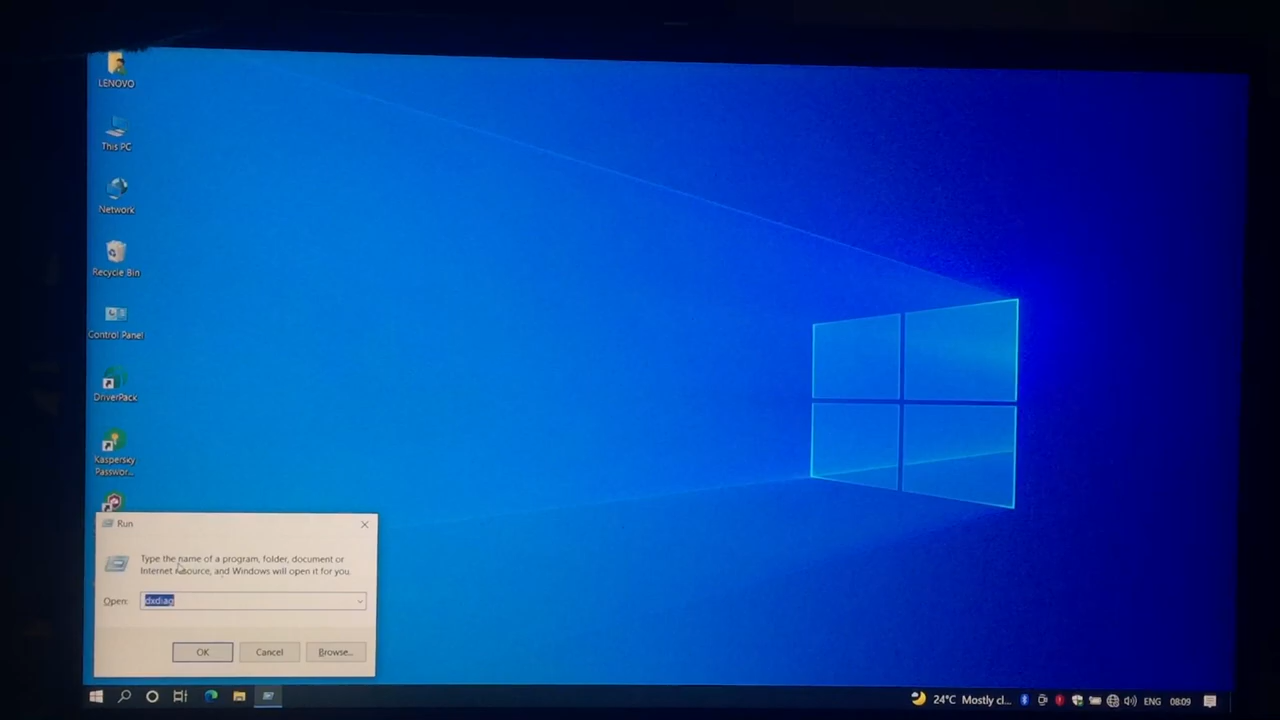 LENOVO
This PC
Network
Recycle Bin
Control Panel
DriverPack
Kaspersky
Passwor...
Run
Type the name of a program, folder, document or
Internet resource, and Windows will open it for you.
Open:
dxdiag
OK
Cancel
Browse...
24°C Mostly cl...
ENG
08:09